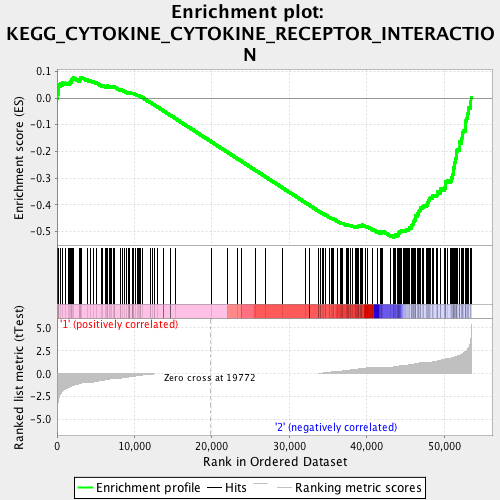 Enrichment plot:
KEGG_CYTOKINE_CYTOKINE_RECEPTOR_INTERACTIO
N
Enrichment score (ES)
0.1
0.0
-0.1
-0.2
-0.3
-0.4
-0.5
'1' (positively correlated)
Ranked list metric (tTest)
5.0
2.5
0.0
-2.5
-5.0
Zero cross at 19772
'2' (negatively correlated)
0
10,000
20,000
30,000
40,000
50,000
Rank in Ordered Dataset
Enrichment profile
Hits
Ranking metric scores